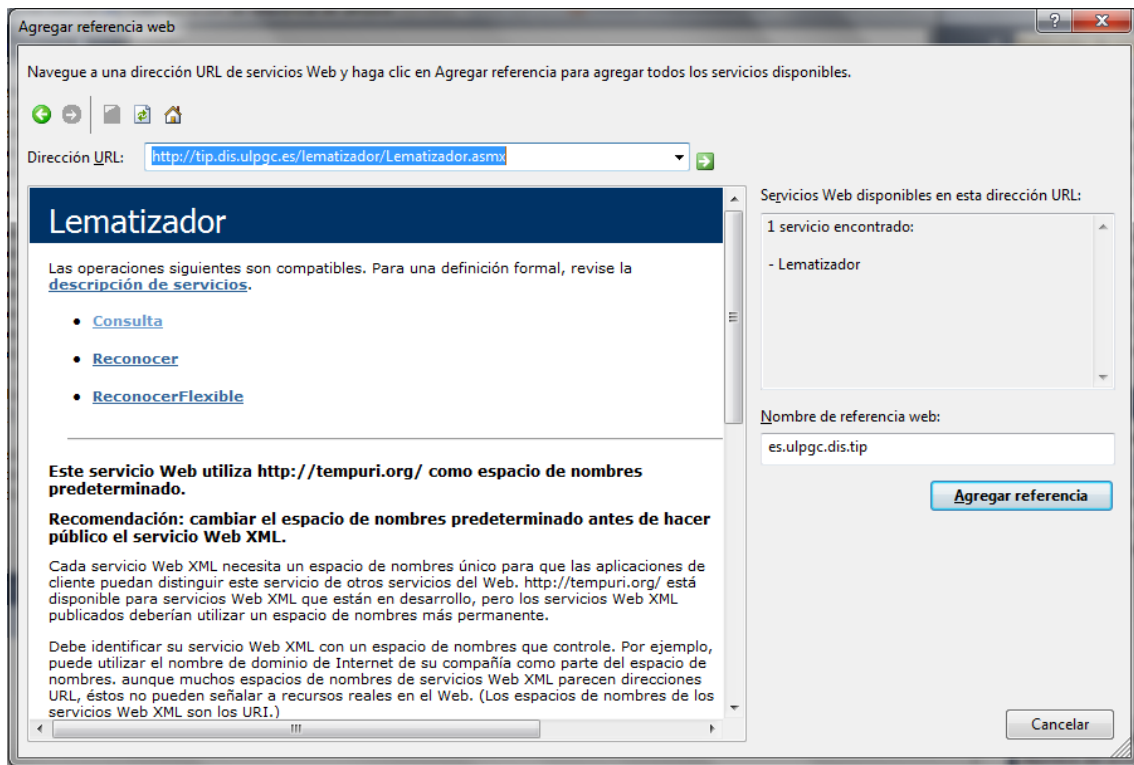 Agregar referencia web
Navegue a una dirección URL de servicios Web y haga clic en Agregar referencia para agregar todos los servicios disponibles.
Dirección URL:
http://tip.dis.ulpgc.es/lematizador/Lematizador.asmx
Lematizador
Las operaciones siguientes son compatibles. Para una definición formal, revise la
descripción de servicios.
• Consulta
• Reconocer
• ReconocerFlexible
Este servicio Web utiliza http://tempuri.org/ como espacio de nombres
predeterminado.
Recomendación: cambiar el espacio de nombres predeterminado antes de hacer
público el servicio Web XML.
Cada servicio Web XML necesita un espacio de nombres único para que las aplicaciones de
cliente puedan distinguir este servicio de otros servicios del Web. http://tempuri.org/ está
disponible para servicios Web XML que están en desarrollo, pero los servicios Web XML
publicados deberían utilizar un espacio de nombres más permanente.
Debe identificar su servicio Web XML con un espacio de nombres que controle. Por ejemplo,
puede utilizar el nombre de dominio de Internet de su compañía como parte del espacio de
nombres. aunque muchos espacios de nombres de servicios Web XML parecen direcciones
URL, éstos no pueden señalar a recursos reales en el Web. (Los espacios de nombres de los
servicios Web XML son los URI.)
Servicios Web disponibles en esta dirección URL:
1 servicio encontrado:
- Lematizador
Nombre de referencia web:
es.ulpgc.dis.tip
Agregar referencia
Cancelar